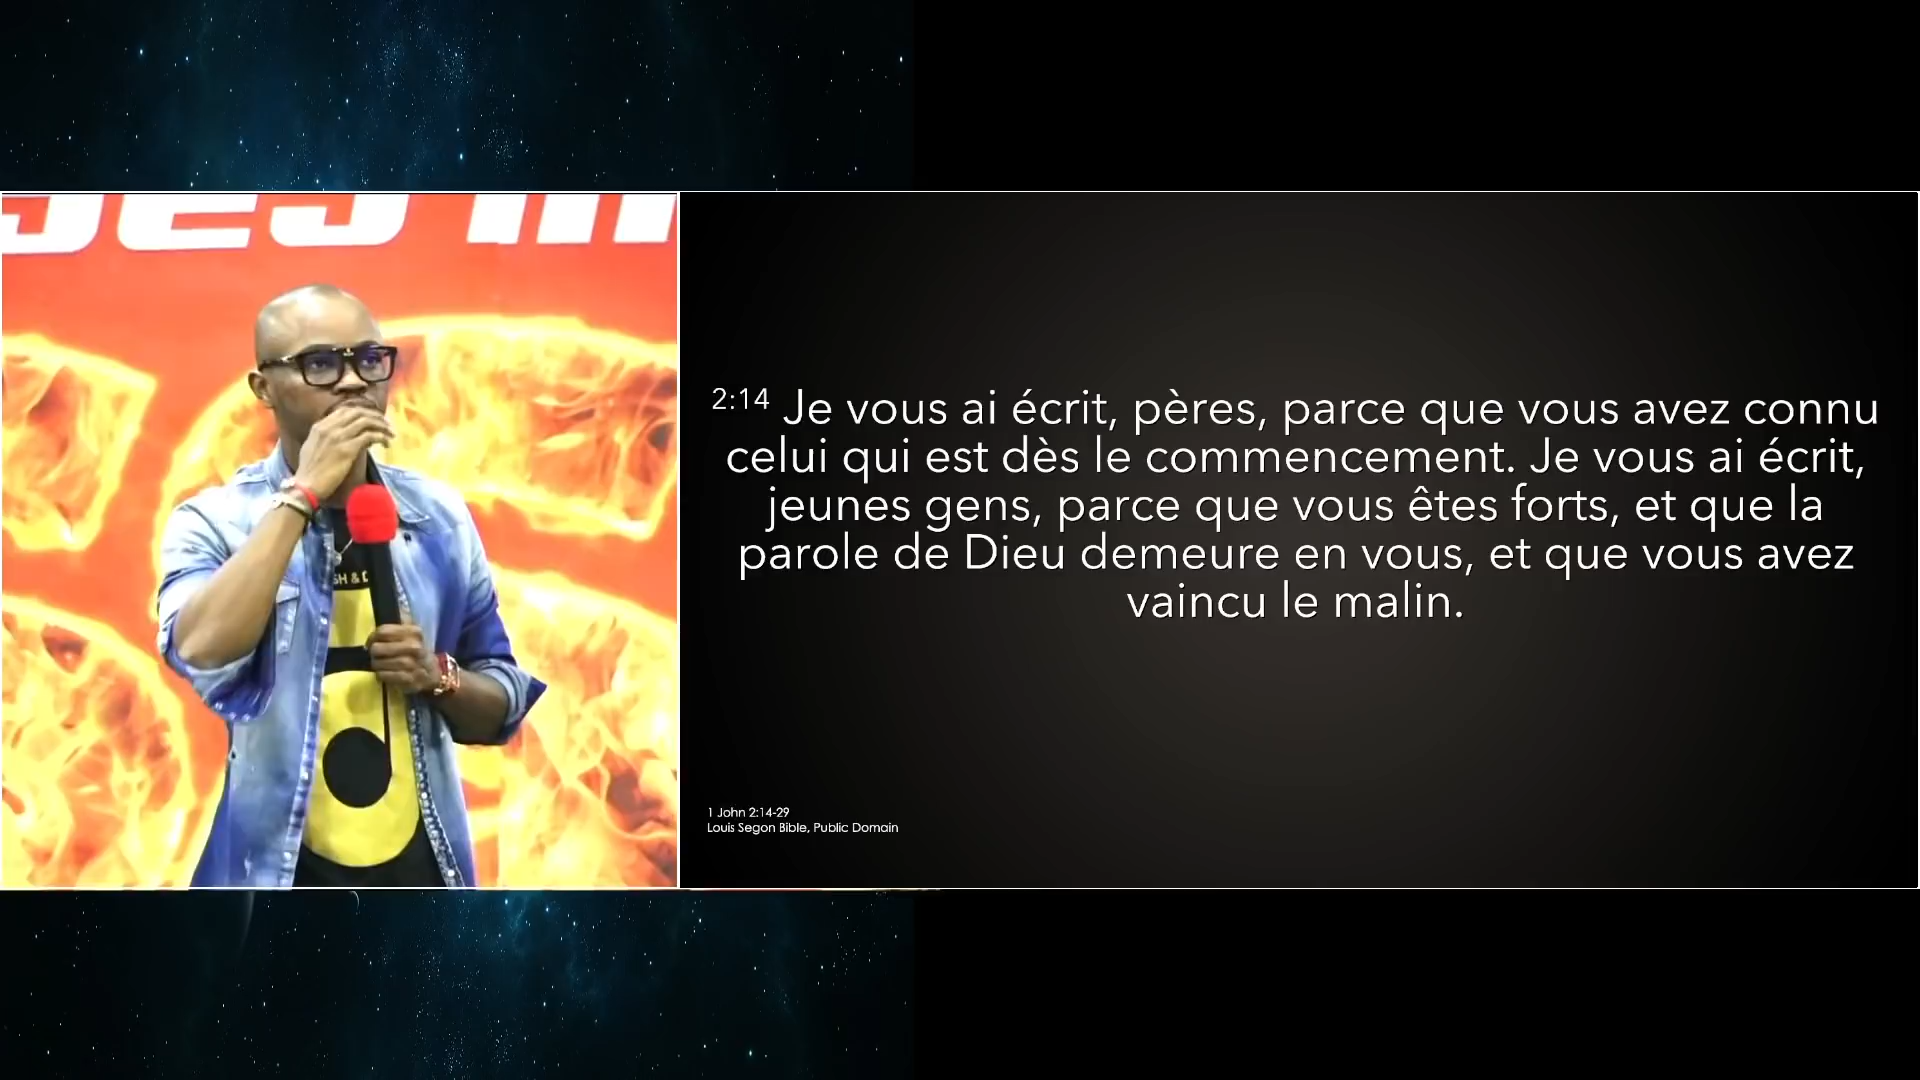 2:14 Je vous ai écrit, pères, parce que vous avez connu
celui qui est dès le commencement. Je vous ai écrit,
jeunes gens, parce que vous êtes forts, et que la
parole de Dieu demeure en vous, et que vous avez
vaincu le malin.
1 John 2:14-29
Louis Segon Bible, Public Domain